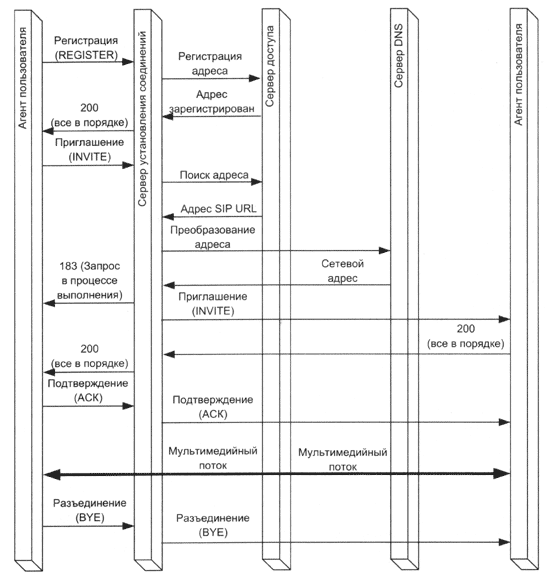 Агент пользователя
Сервер установления соединений
Сервер доступа
Сервер DNS
Агент пользователя
Регистрация
(REGISTER)
Регистрация
адреса
Адрес
зарегистрирован
200
(все в порядке)
Приглашение
(INVITE)
Поиск адреса
Адрес SIP URL
Преобразование
адреса
183 (Запрос
в процессе
выполнения)
Сетевой
адрес
Приглашение
(INVITE)
200
(все в порядке)
200
(все в порядке)
Подтверждение
(ACK)
Подтверждение
(ACK)
Мультимедийный
поток
Мультимедийный
поток
Разъединение
(BYE)
Разъединение
(BYE)